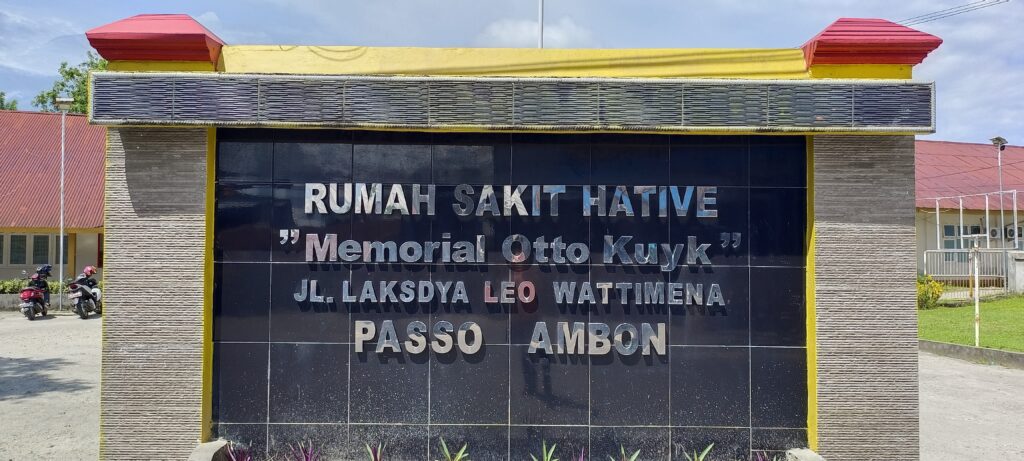 RUMAH SAKIT HATIVE
"Memorial Otto Kuyk"
JL. LAKSDYA LEO WATTIMENA
PASSO AMBON